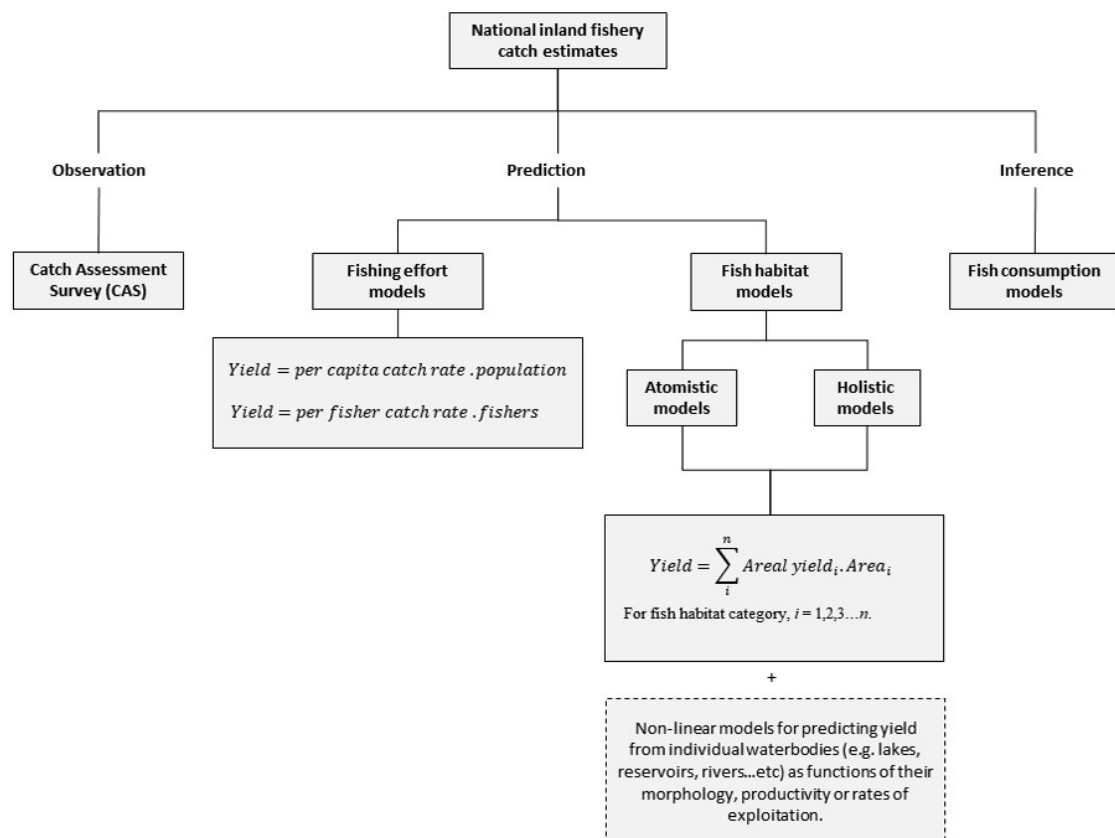 National inland fishery
catch estimates
Observation
Prediction
Inference
Catch Assessment
Survey (CAS)
Fishing effort
models
Fish habitat
models
Fish consumption
models
Yield = per capita catch rate .population
Yield = per fisher catch rate .fishers
Atomistic
models
Holistic
models
n
Yield = ∑ Areal yieldᵢ.Areaᵢ
i
For fish habitat category, i = 1,2,3…n.
+
Non-linear models for predicting yield
from individual waterbodies (e.g. lakes,
reservoirs, rivers…etc) as functions of their
morphology, productivity or rates of
exploitation.